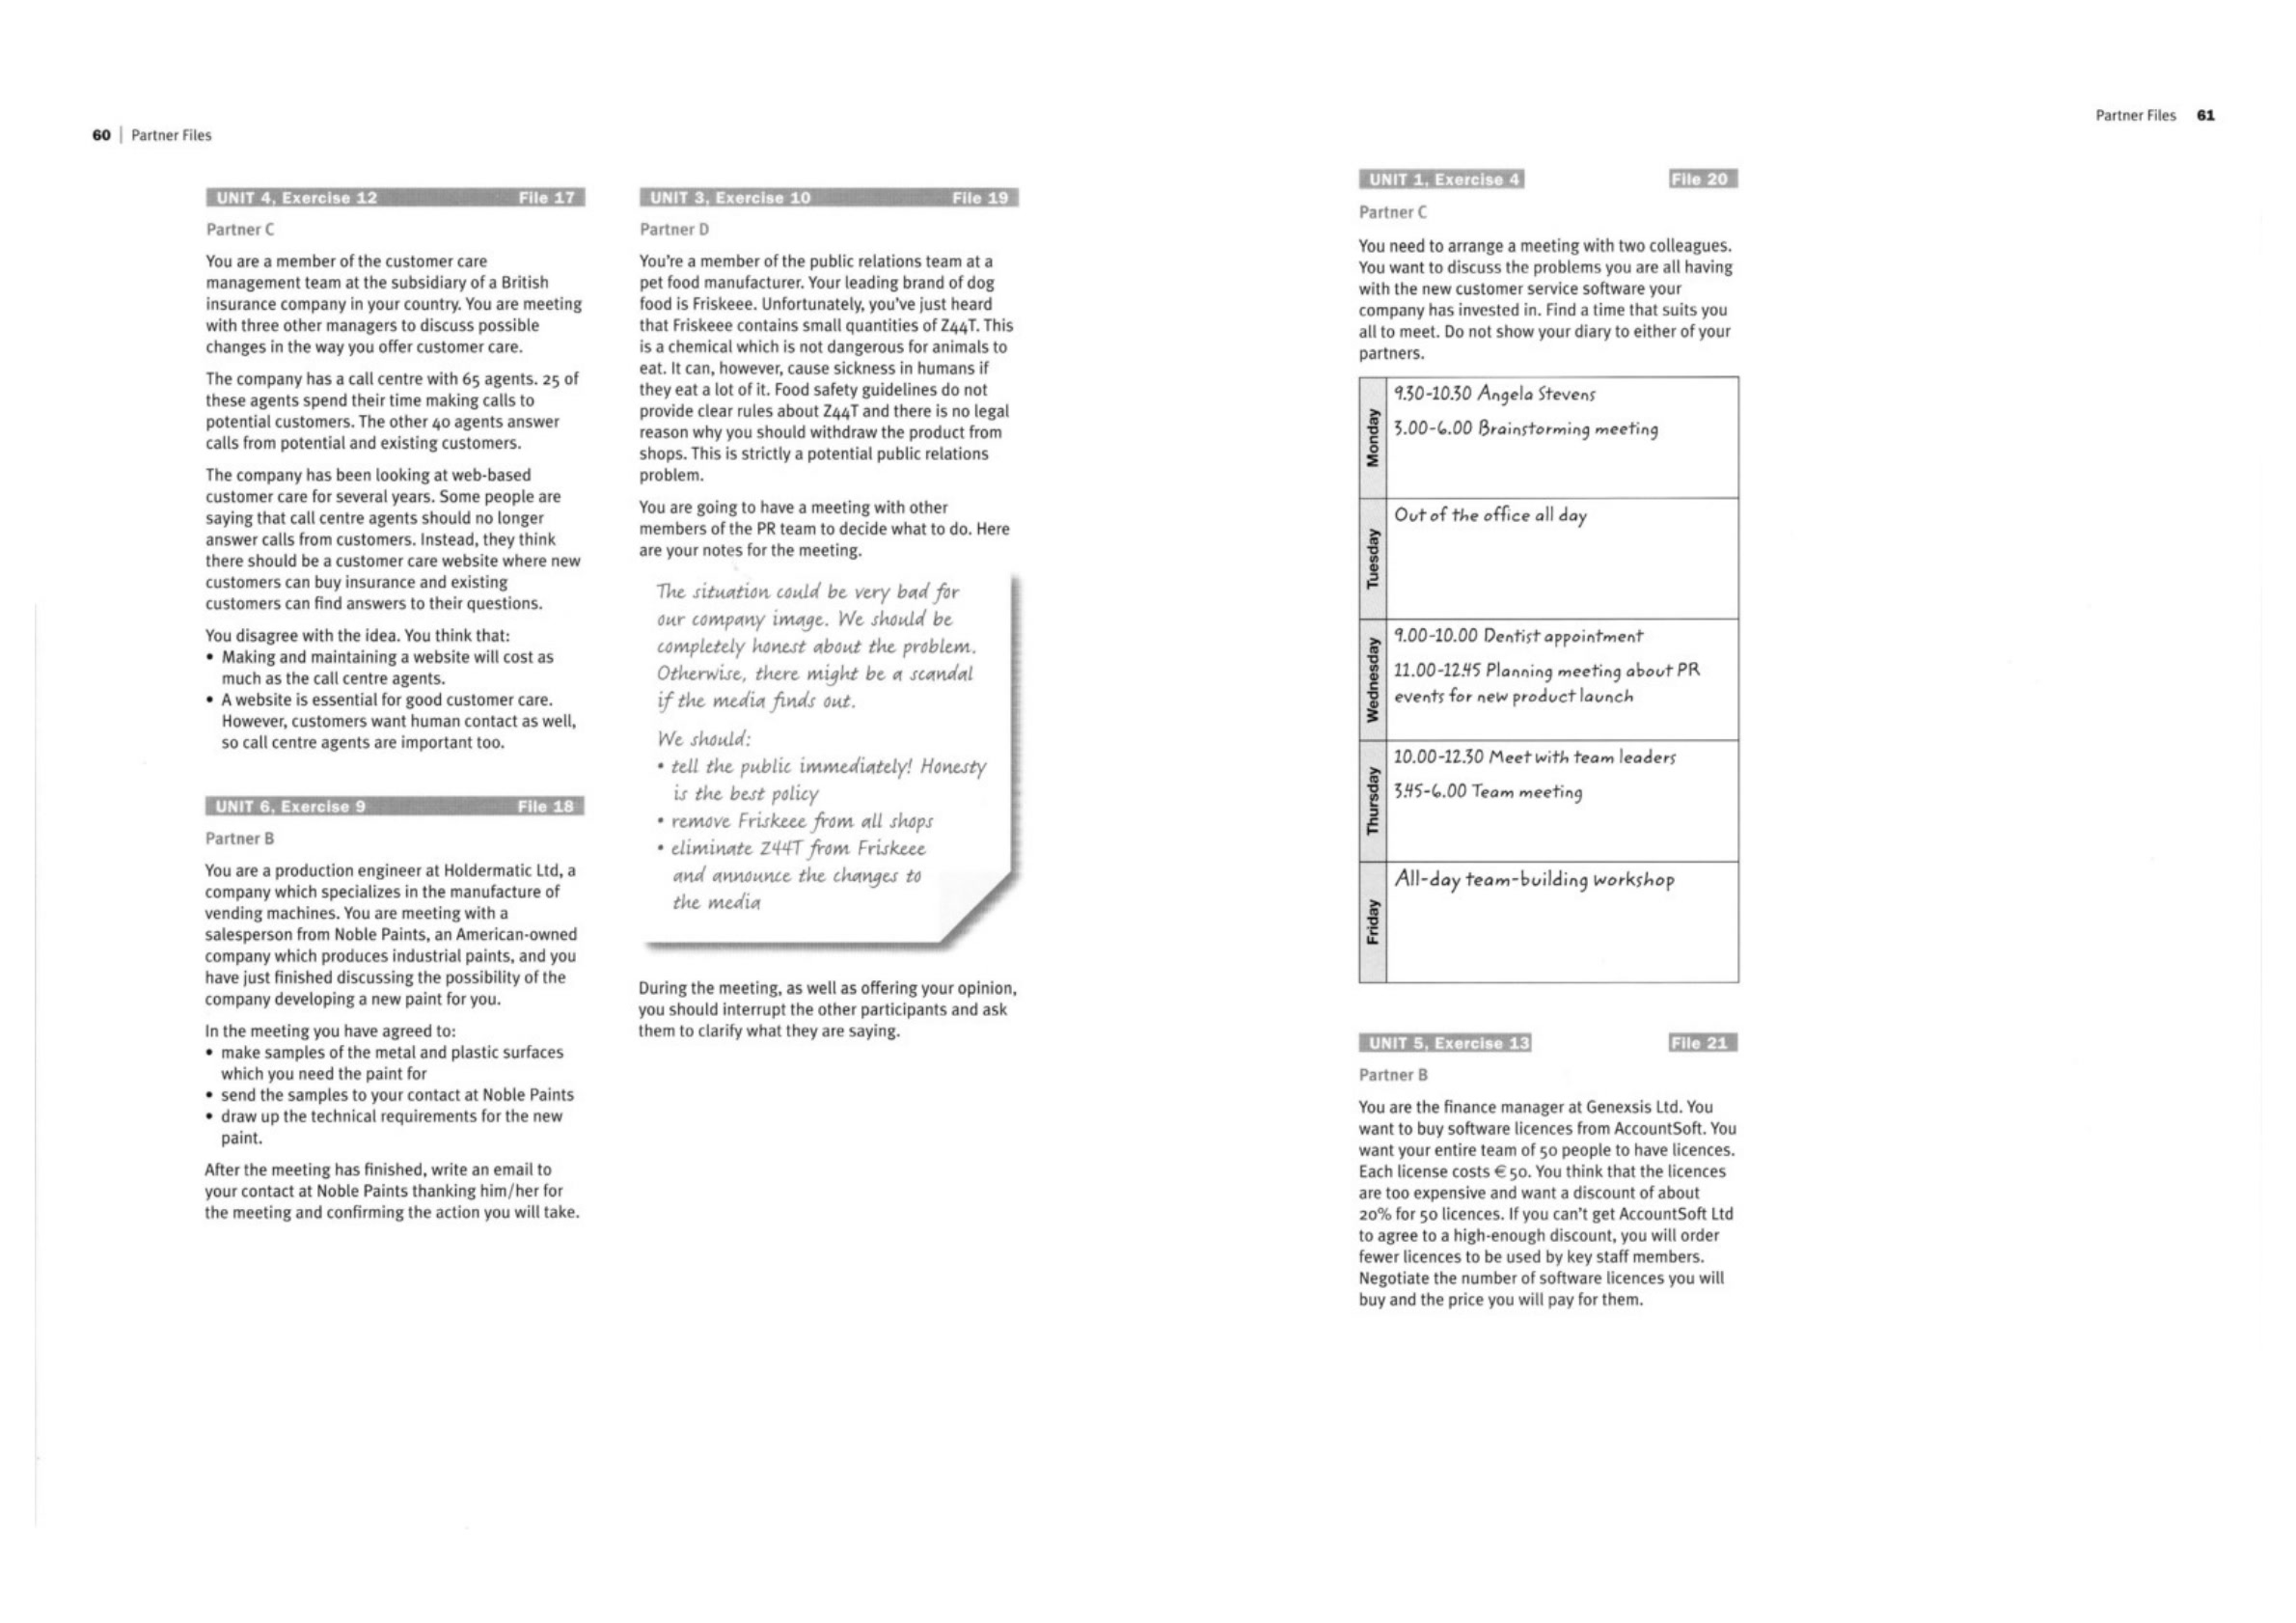 60 | Partner Files
UNIT 4, Exercise 12 File 17
Partner C
You are a member of the customer care
management team at the subsidiary of a British
insurance company in your country. You are meeting
with three other managers to discuss possible
changes in the way you offer customer care.
The company has a call centre with 65 agents. 25 of
these agents spend their time making calls to
potential customers. The other 40 agents answer
calls from potential and existing customers.
The company has been looking at web-based
customer care for several years. Some people are
saying that call centre agents should no longer
answer calls from customers. Instead, they think
there should be a customer care website where new
customers can buy insurance and existing
customers can find answers to their questions.
You disagree with the idea. You think that:
• Making and maintaining a website will cost as
much as the call centre agents.
• A website is essential for good customer care.
However, customers want human contact as well,
so call centre agents are important too.
UNIT 6, Exercise 9 File 18
Partner B
You are a production engineer at Holdermatic Ltd, a
company which specializes in the manufacture of
vending machines. You are meeting with a
salesperson from Noble Paints, an American-owned
company which produces industrial paints, and you
have just finished discussing the possibility of the
company developing a new paint for you.
In the meeting you have agreed to:
• make samples of the metal and plastic surfaces
which you need the paint for
• send the samples to your contact at Noble Paints
• draw up the technical requirements for the new
paint.
After the meeting has finished, write an email to
your contact at Noble Paints thanking him/her for
the meeting and confirming the action you will take.
UNIT 3, Exercise 10 File 19
Partner D
You're a member of the public relations team at a
pet food manufacturer. Your leading brand of dog
food is Friskeee. Unfortunately, you've just heard
that Friskeee contains small quantities of Z44T. This
is a chemical which is not dangerous for animals to
eat. It can, however, cause sickness in humans if
they eat a lot of it. Food safety guidelines do not
provide clear rules about Z44T and there is no legal
reason why you should withdraw the product from
shops. This is strictly a potential public relations
problem.
You are going to have a meeting with other
members of the PR team to decide what to do. Here
are your notes for the meeting.
The situation could be very bad for
our company image. We should be
completely honest about the problem.
Otherwise, there might be a scandal
if the media finds out.
We should:
• tell the public immediately! Honesty
is the best policy
• remove Friskeee from all shops
• eliminate Z44T from Friskeee
and announce the changes to
the media
During the meeting, as well as offering your opinion,
you should interrupt the other participants and ask
them to clarify what they are saying.
Partner Files 61
UNIT 1, Exercise 4 File 20
Partner C
You need to arrange a meeting with two colleagues.
You want to discuss the problems you are all having
with the new customer service software your
company has invested in. Find a time that suits you
all to meet. Do not show your diary to either of your
partners.
Monday
9.30-10.30 Angela Stevens
3.00-6.00 Brainstorming meeting
Tuesday
Out of the office all day
Wednesday
9.00-10.00 Dentist appointment
11.00-12.45 Planning meeting about PR
events for new product launch
Thursday
10.00-12.30 Meet with team leaders
3.45-6.00 Team meeting
Friday
All-day team-building workshop
UNIT 5, Exercise 13 File 21
Partner B
You are the finance manager at Genexsis Ltd. You
want to buy software licences from AccountSoft. You
want your entire team of 50 people to have licences.
Each license costs € 50. You think that the licences
are too expensive and want a discount of about
20% for 50 licences. If you can't get AccountSoft Ltd
to agree to a high-enough discount, you will order
fewer licences to be used by key staff members.
Negotiate the number of software licences you will
buy and the price you will pay for them.